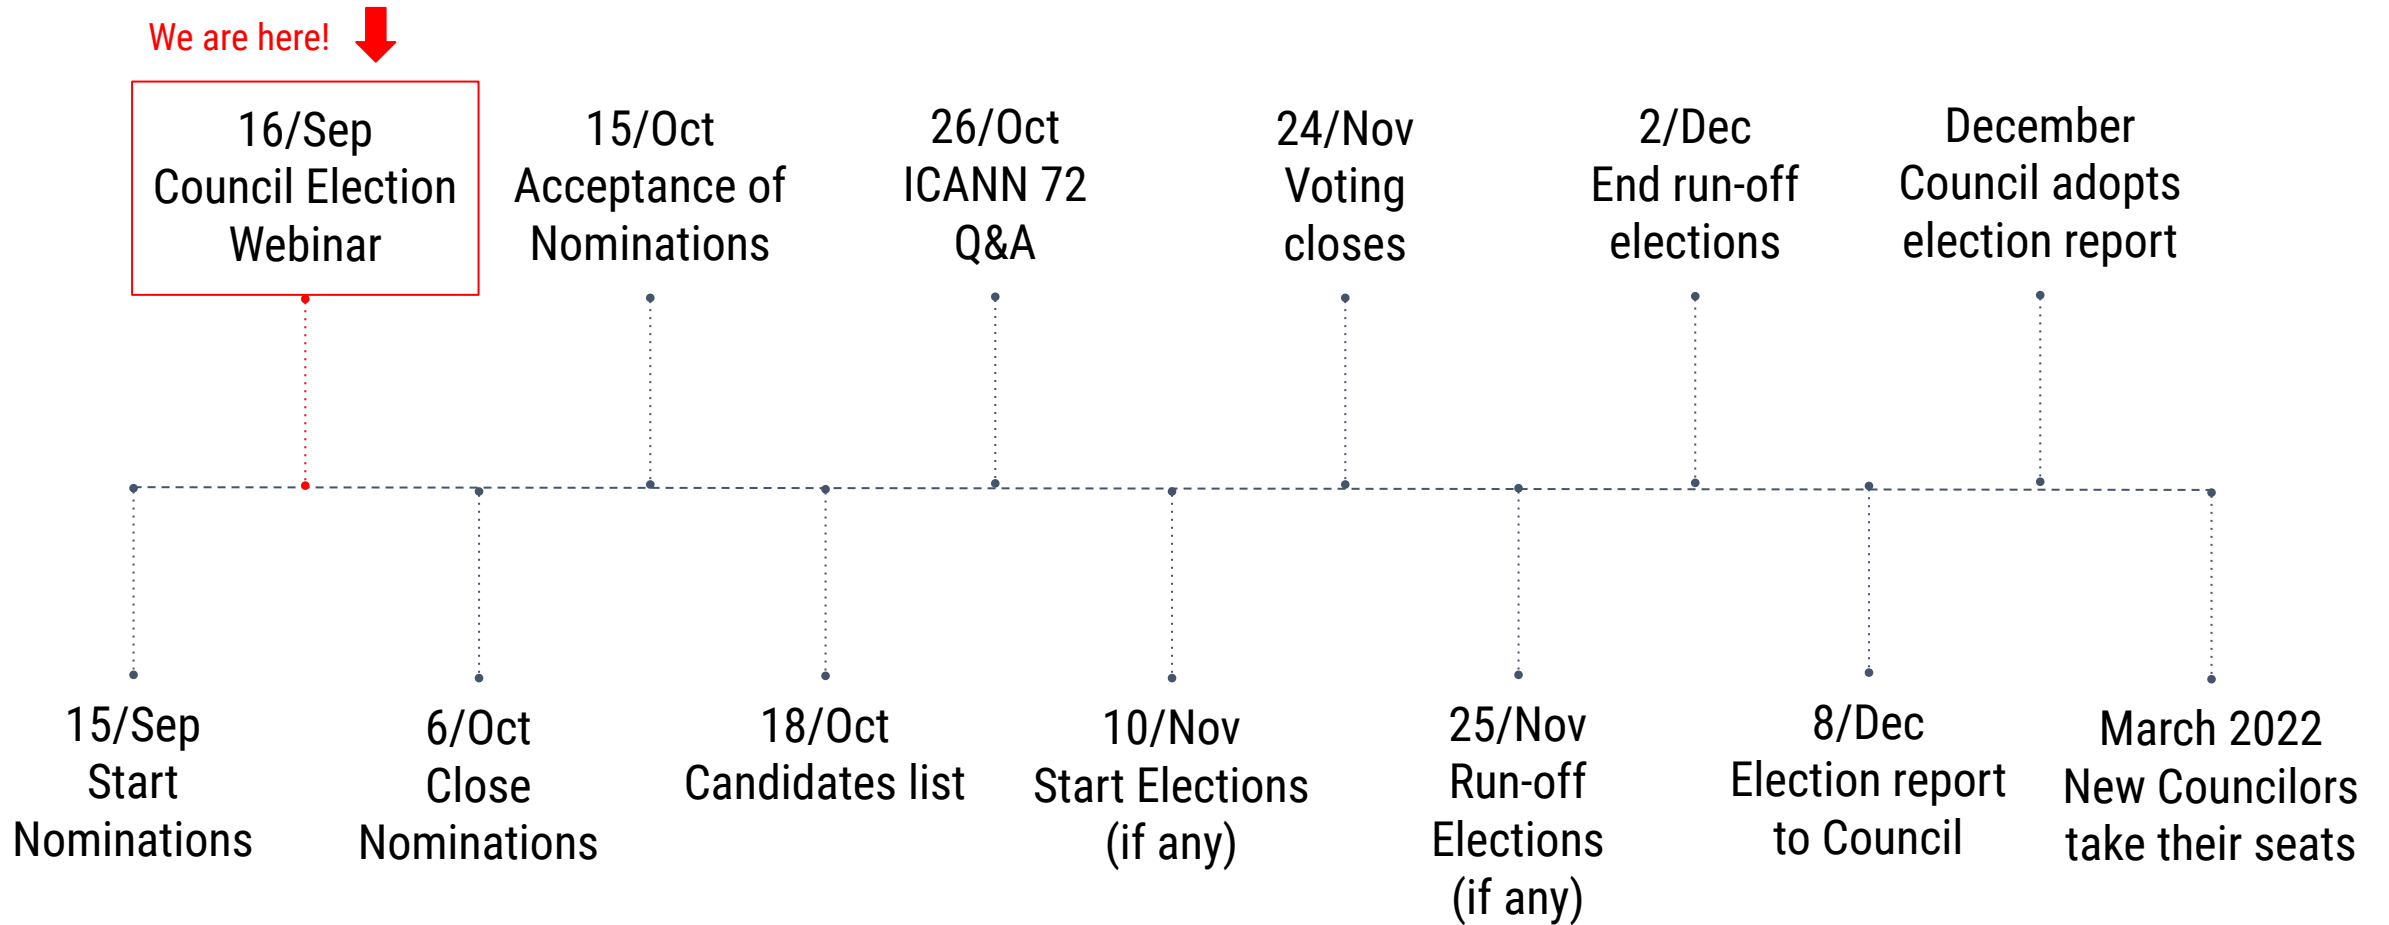 We are here!
16/Sep
Council Election
Webinar
15/Oct
Acceptance of
Nominations
26/Oct
ICANN 72
Q&A
24/Nov
Voting
closes
2/Dec
End run-off
elections
December
Council adopts
election report
15/Sep
Start
Nominations
6/Oct
Close
Nominations
18/Oct
Candidates list
10/Nov
Start Elections
(if any)
25/Nov
Run-off
Elections
(if any)
8/Dec
Election report
to Council
March 2022
New Councilors
take their seats